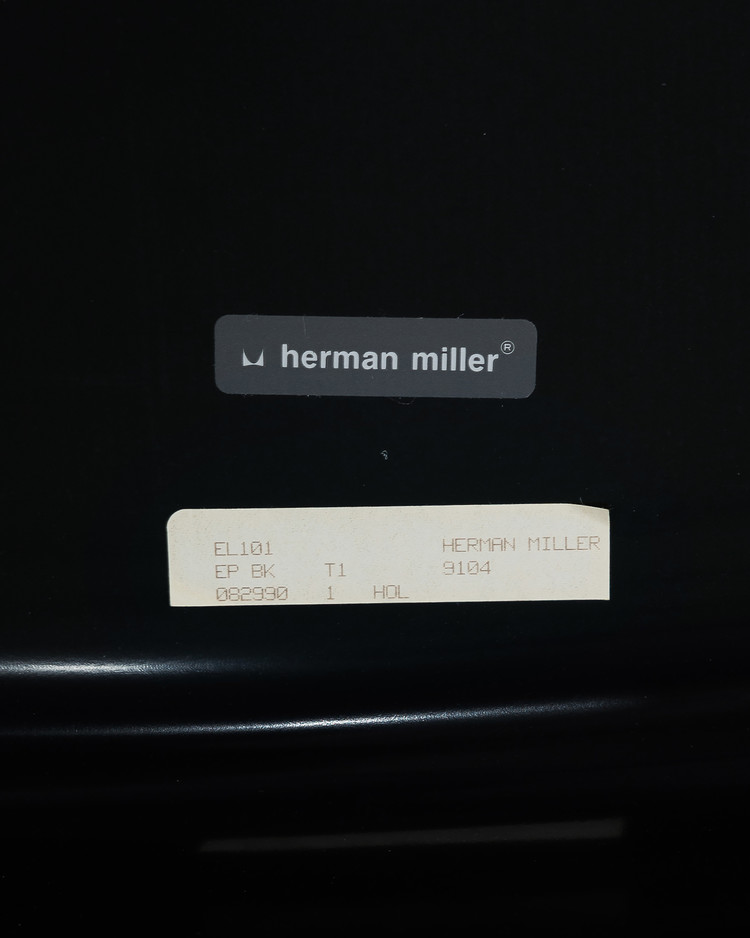 herman miller®
EL101 HERMAN MILLER
EP BK T1 9104
082990 1 HOL